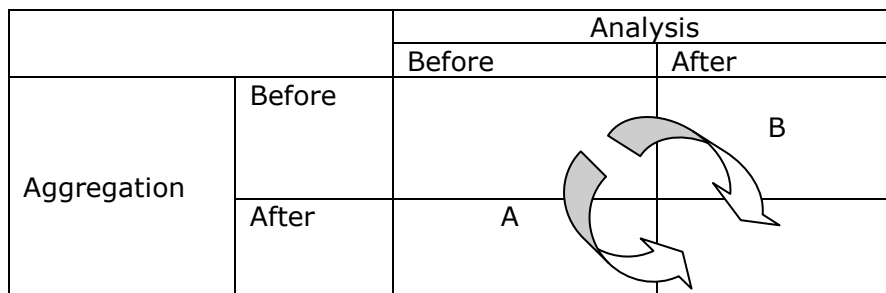 Analysis
Before After
Before
B
Aggregation
After A